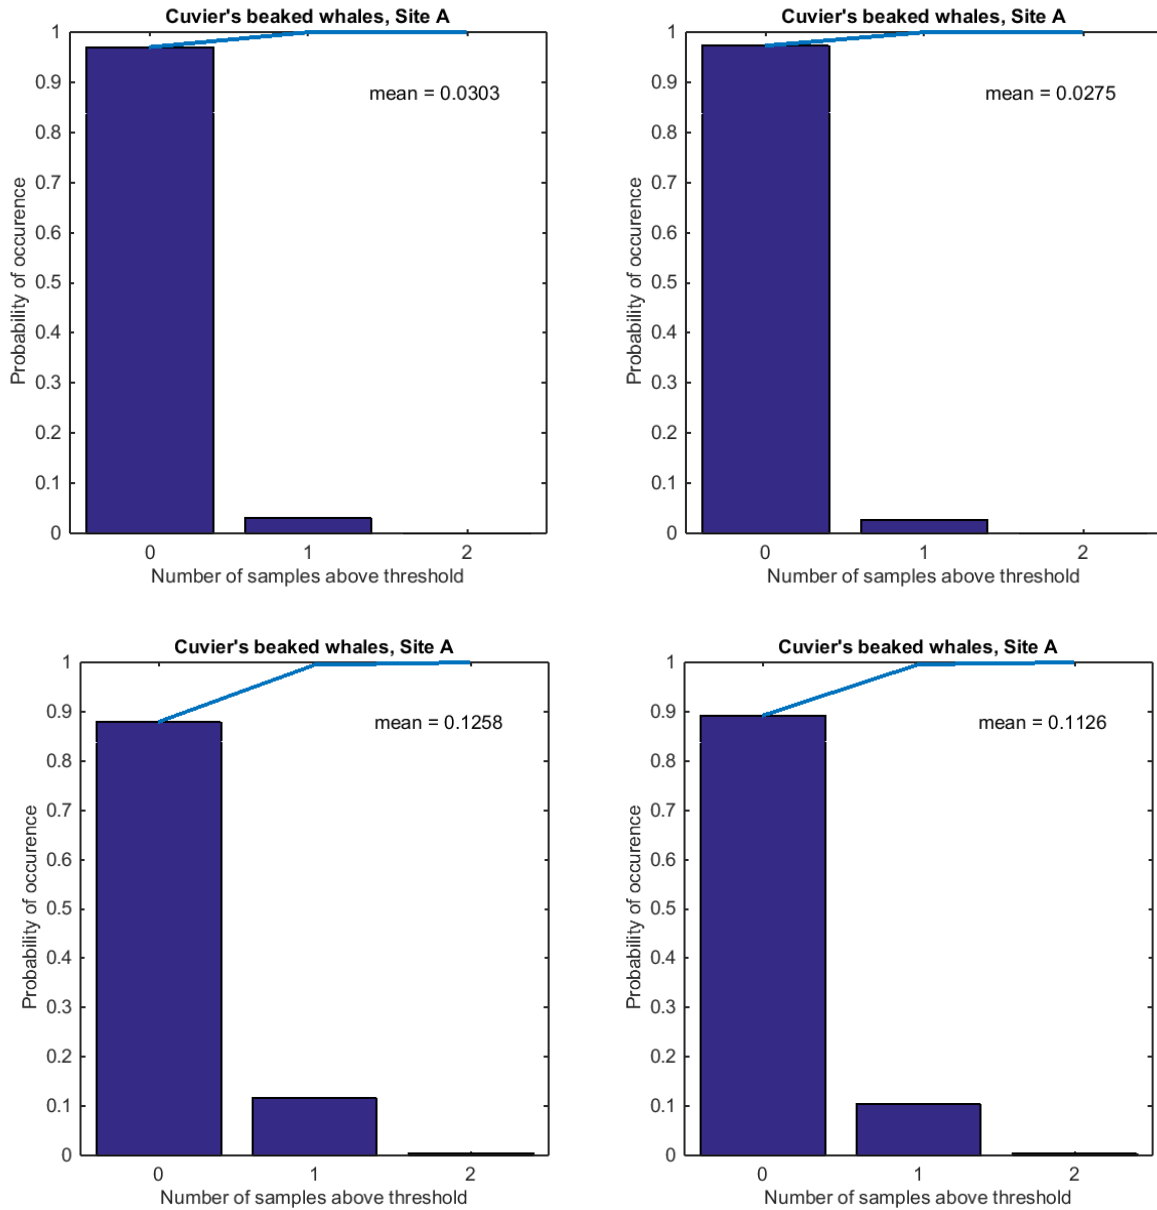 Cuvier's beaked whales, Site A
1
0.9
0.8
0.7
0.6
0.5
0.4
0.3
0.2
0.1
0
mean = 0.0303
Probability of occurence
0 1 2
Number of samples above threshold
Cuvier's beaked whales, Site A
1
0.9
0.8
0.7
0.6
0.5
0.4
0.3
0.2
0.1
0
mean = 0.0275
Probability of occurence
0 1 2
Number of samples above threshold
Cuvier's beaked whales, Site A
1
0.9
0.8
0.7
0.6
0.5
0.4
0.3
0.2
0.1
0
mean = 0.1258
Probability of occurence
0 1 2
Number of samples above threshold
Cuvier's beaked whales, Site A
1
0.9
0.8
0.7
0.6
0.5
0.4
0.3
0.2
0.1
0
mean = 0.1126
Probability of occurence
0 1 2
Number of samples above threshold